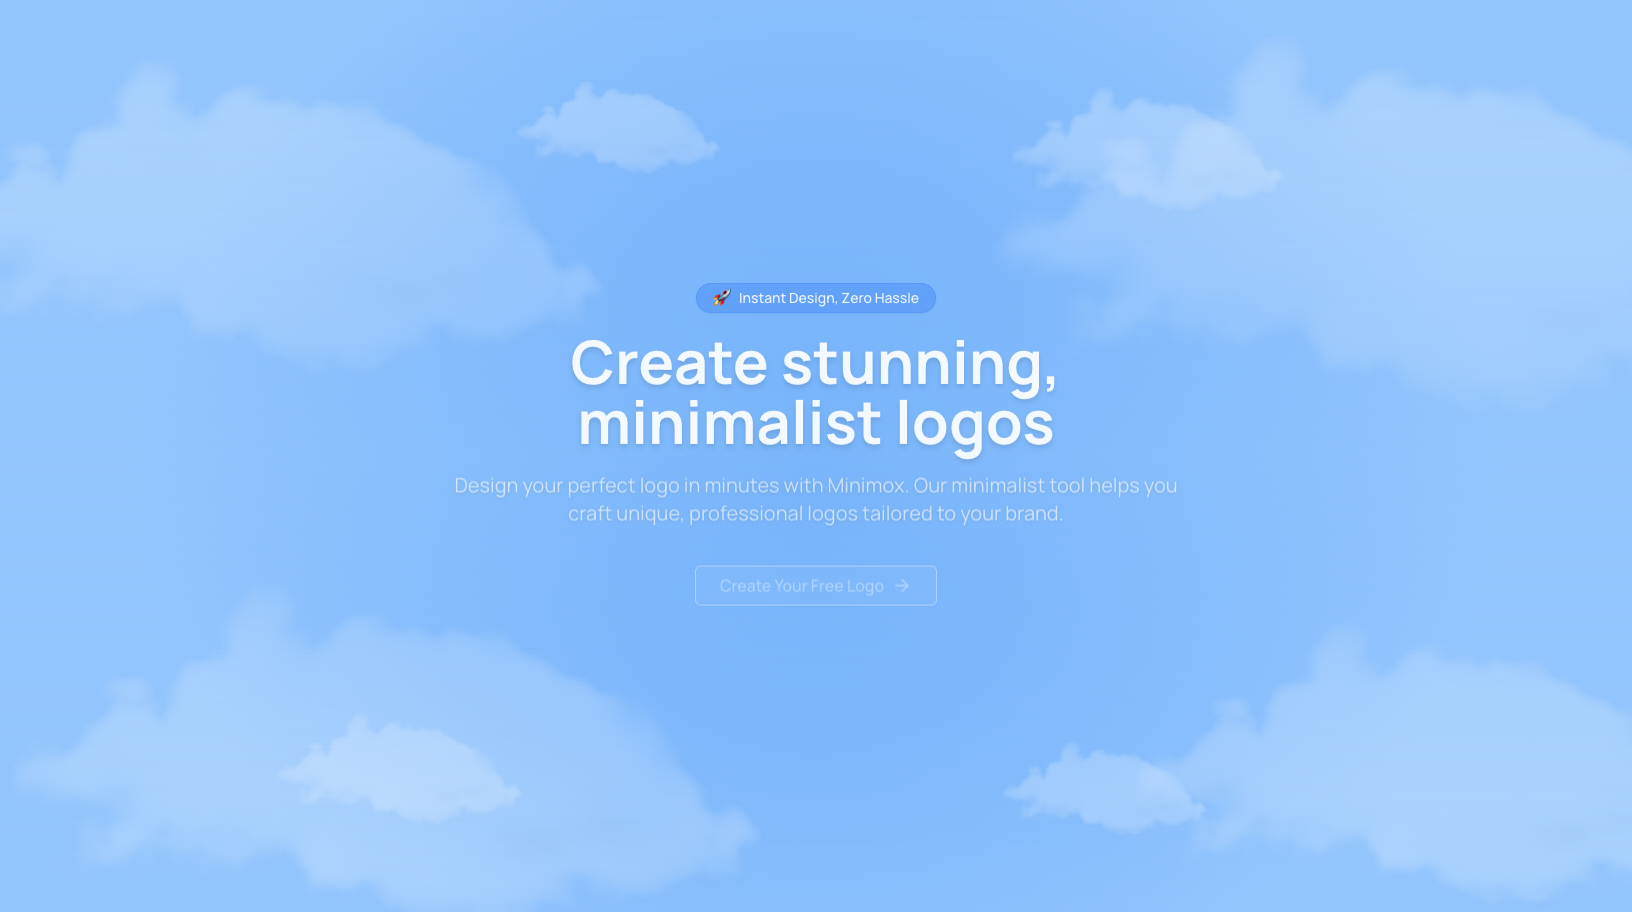 🚀 Instant Design, Zero Hassle
Create stunning,
minimalist logos
Design your perfect logo in minutes with Minimox. Our minimalist tool helps you
craft unique, professional logos tailored to your brand.
Create Your Free Logo →